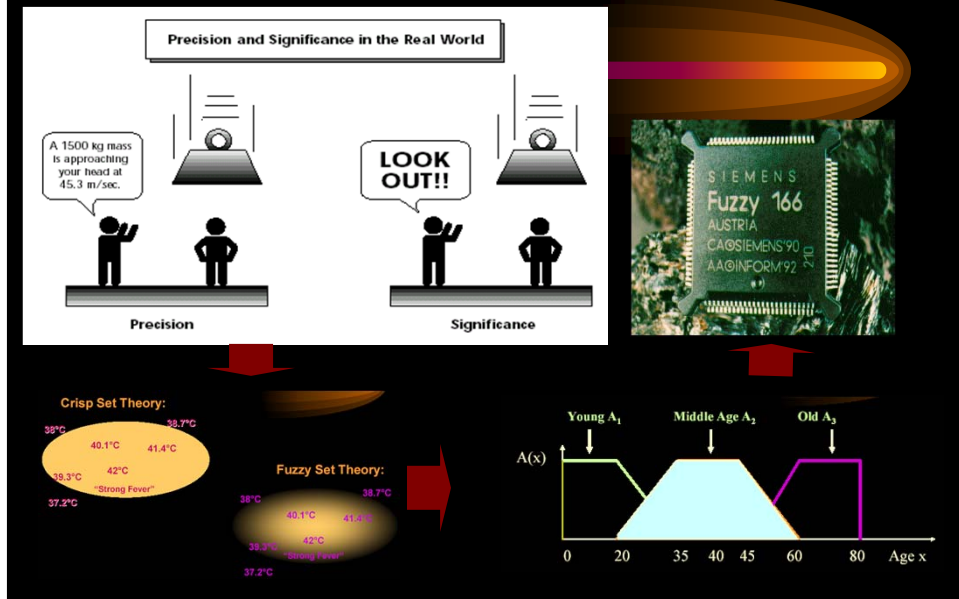 Precision and Significance in the Real World
A 1500 kg mass
is approaching
your head at
45.3 m/sec.
LOOK
OUT!!
Precision
Significance
SIEMENS
Fuzzy 166
AUSTRIA
CA©SIEMENS'90
AA©INFORM'92
210
Crisp Set Theory:
38°C
38.7°C
40.1°C
41.4°C
42°C
39.3°C
"Strong Fever"
37.2°C
Fuzzy Set Theory:
38°C
38.7°C
40.1°C
41.4°C
42°C
39.3°C
"Strong Fever"
37.2°C
Young A1
Middle Age A2
Old A3
A(x)
0 20 35 40 45 60 80 Age x